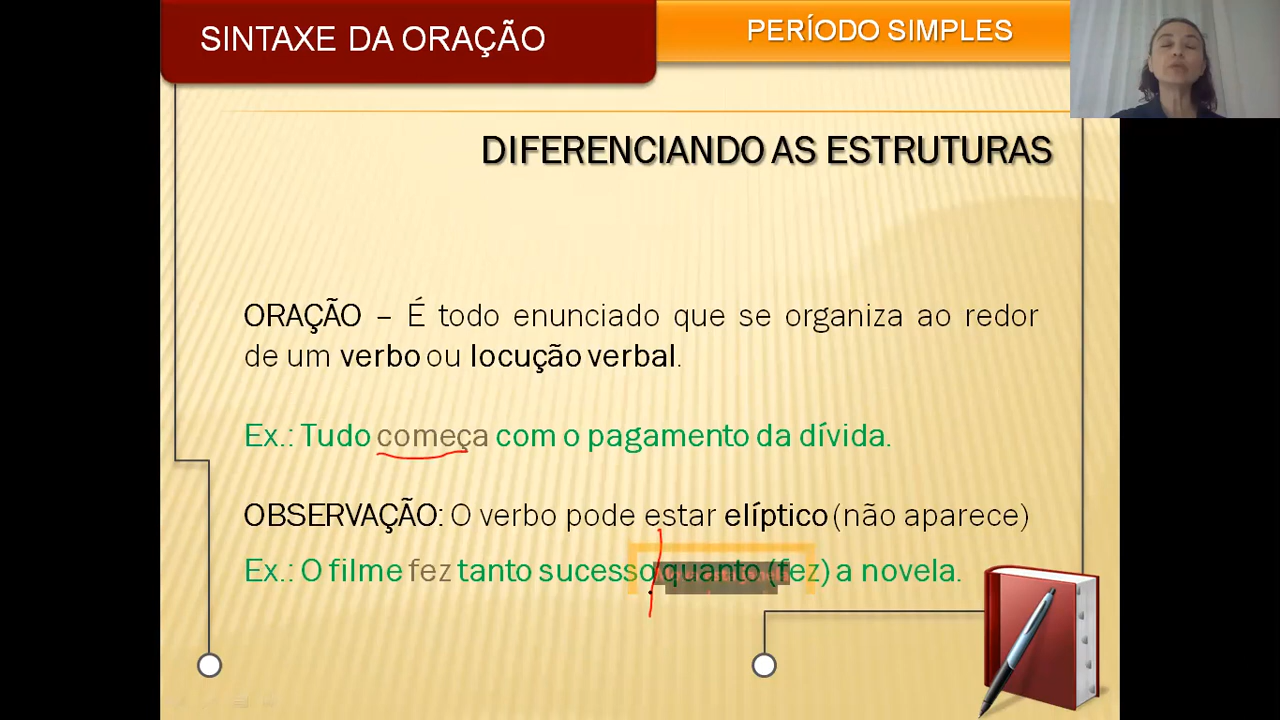 SINTAXE DA ORAÇÃO
PERÍODO SIMPLES
DIFERENCIANDO AS ESTRUTURAS
ORAÇÃO – É todo enunciado que se organiza ao redor
de um verbo ou locução verbal.
Ex.: Tudo começa com o pagamento da dívida.
OBSERVAÇÃO: O verbo pode estar elíptico (não aparece)
Ex.: O filme fez tanto sucesso quanto (fez) a novela.